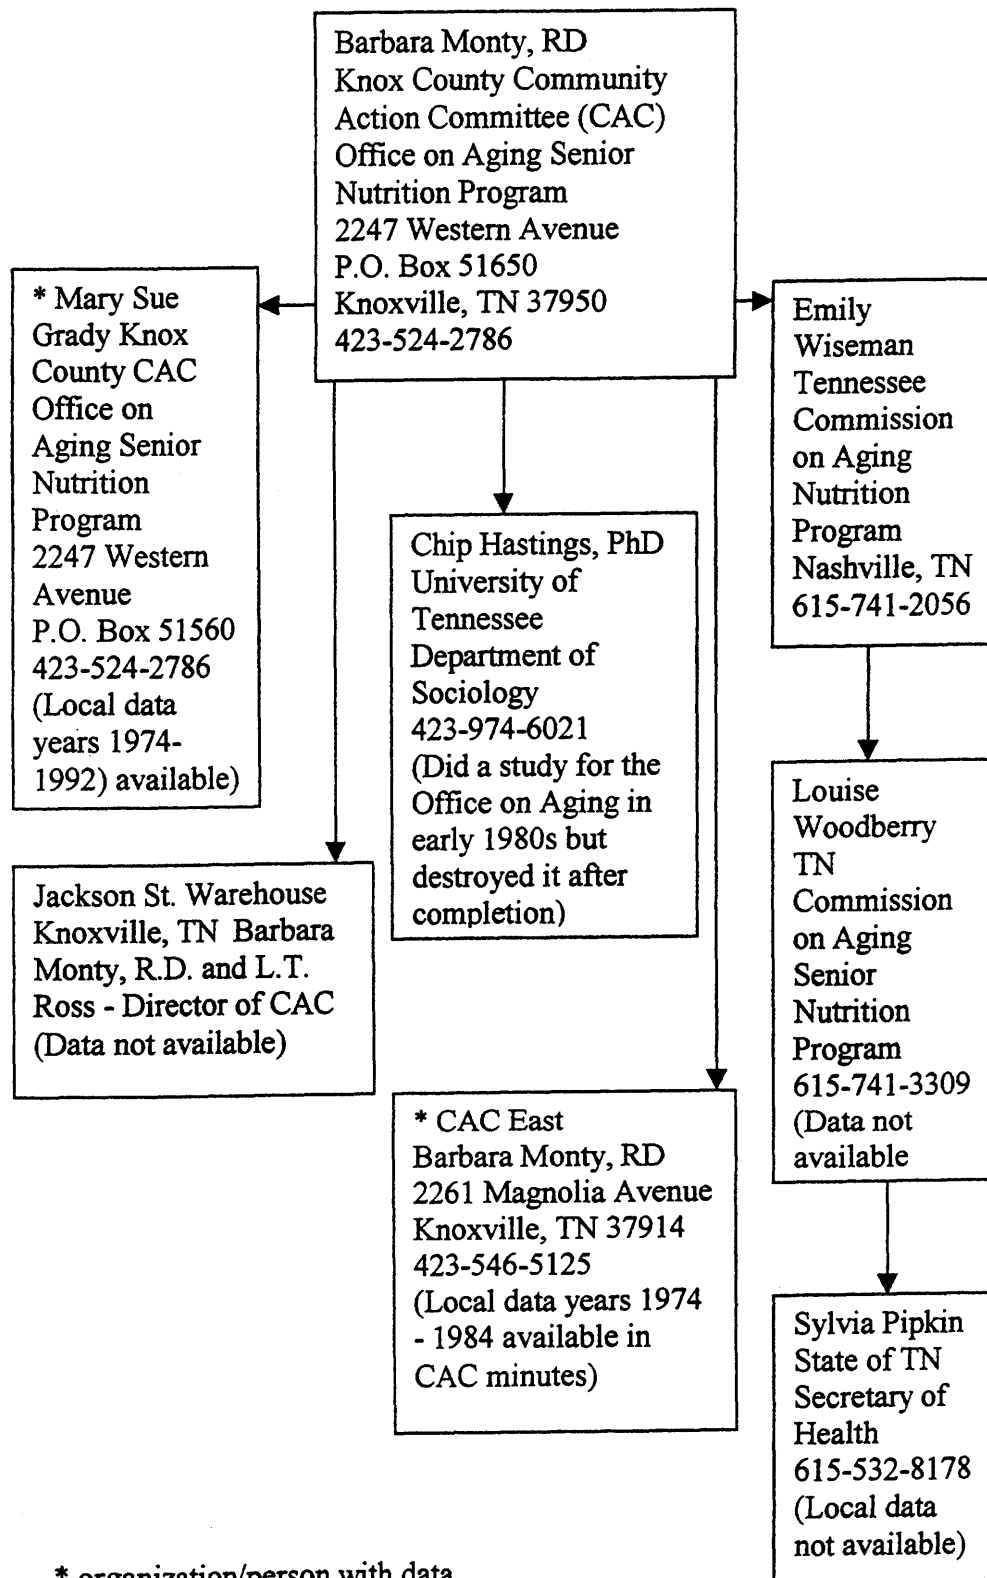 Barbara Monty, RD
Knox County Community
Action Committee (CAC)
Office on Aging Senior
Nutrition Program
2247 Western Avenue
P.O. Box 51650
Knoxville, TN 37950
423-524-2786
* Mary Sue
Grady Knox
County CAC
Office on
Aging Senior
Nutrition
Program
2247 Western
Avenue
P.O. Box 51560
423-524-2786
(Local data
years 1974-
1992) available)
Emily
Wiseman
Tennessee
Commission
on Aging
Nutrition
Program
Nashville, TN
615-741-2056
Chip Hastings, PhD
University of
Tennessee
Department of
Sociology
423-974-6021
(Did a study for the
Office on Aging in
early 1980s but
destroyed it after
completion)
Louise
Woodberry
TN
Commission
on Aging
Senior
Nutrition
Program
615-741-3309
(Data not
available
Jackson St. Warehouse
Knoxville, TN Barbara
Monty, R.D. and L.T.
Ross - Director of CAC
(Data not available)
* CAC East
Barbara Monty, RD
2261 Magnolia Avenue
Knoxville, TN 37914
423-546-5125
(Local data years 1974
- 1984 available in
CAC minutes)
Sylvia Pipkin
State of TN
Secretary of
Health
615-532-8178
(Local data
not available)
* organization/person with data